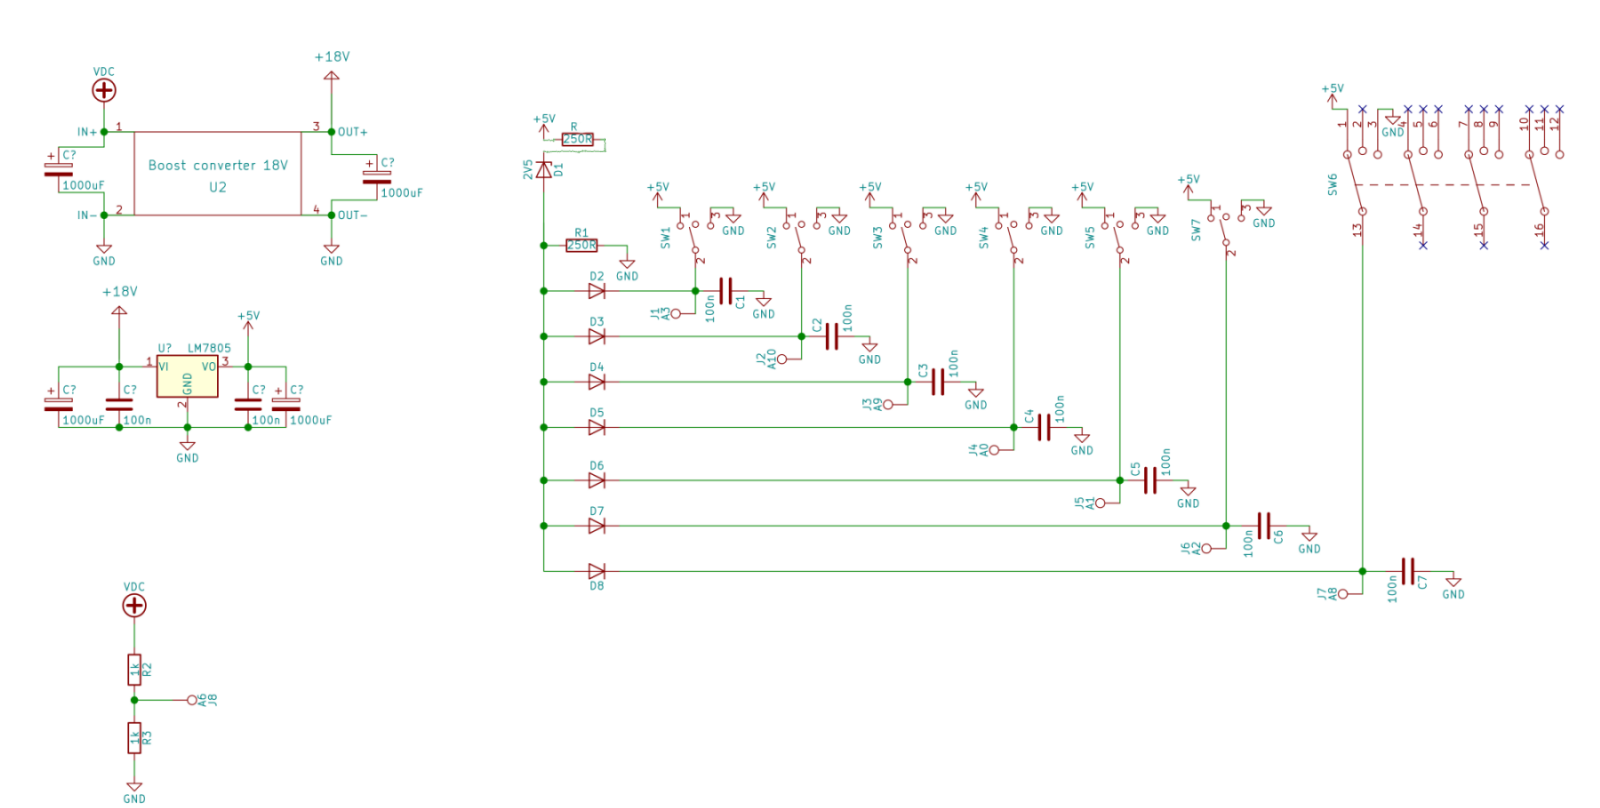 VDC
+18V
IN+
1
3
OUT+
C?
1000uF
Boost converter 18V
U2
C?
1000uF
IN-
2
4
OUT-
GND
GND
+18V
+5V
U?
LM7805
1
VI
VO
3
GND
2
C?
1000uF
C?
100n
C?
100n
C?
1000uF
GND
VDC
1k
R2
A6
J8
1k
R3
GND
+5V
R
250R
2V5
D1
R1
250R
GND
D2
D3
D4
D5
D6
D7
D8
+5V
1
3
GND
SW1
2
J1
A3
100n
C1
GND
+5V
1
3
GND
SW2
2
J2
A10
C2
100n
GND
+5V
1
3
GND
SW3
2
J3
A9
C3
100n
GND
+5V
1
3
GND
SW4
2
J4
A0
C4
100n
GND
+5V
1
3
GND
SW5
2
J5
A1
C5
100n
GND
+5V
1
3
GND
SW7
2
J6
A2
100n
C6
GND
+5V
1
2
3
GND
4
5
6
7
8
9
10
11
12
SW6
13
14
15
16
J7
A8
100n
C7
GND